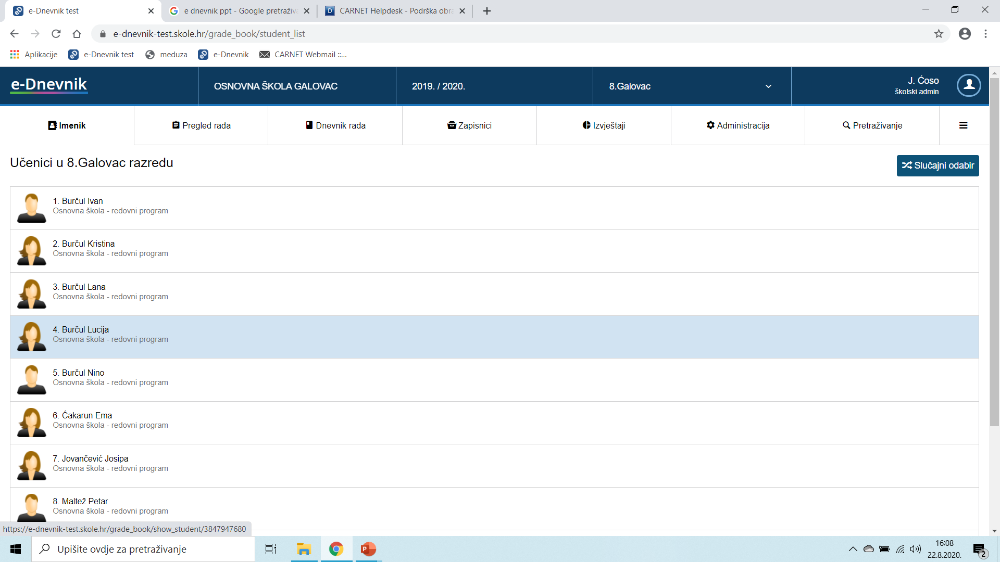 e-Dnevnik test
e dnevnik ppt - Google pretraživa
CARNET Helpdesk - Podrška obra
e-dnevnik-test.skole.hr/grade_book/student_list
Aplikacije e-Dnevnik test meduza e-Dnevnik CARNET Webmail ::...
e-Dnevnik
OSNOVNA ŠKOLA GALOVAC
2019. / 2020.
8.Galovac
J. Ćoso
školski admin
Imenik
Pregled rada
Dnevnik rada
Zapisnici
Izvještaji
Administracija
Pretraživanje
Učenici u 8.Galovac razredu
Slučajni odabir
1. Burčul Ivan
Osnovna škola - redovni program
2. Burčul Kristina
Osnovna škola - redovni program
3. Burčul Lana
Osnovna škola - redovni program
4. Burčul Lucija
Osnovna škola - redovni program
5. Burčul Nino
Osnovna škola - redovni program
6. Ćakarun Ema
Osnovna škola - redovni program
7. Jovančević Josipa
Osnovna škola - redovni program
8. Maltež Petar
Osnovna škola - redovni program
https://e-dnevnik-test.skole.hr/grade_book/show_student/3847947680
Upišite ovdje za pretraživanje
16:08
22.8.2020.
2